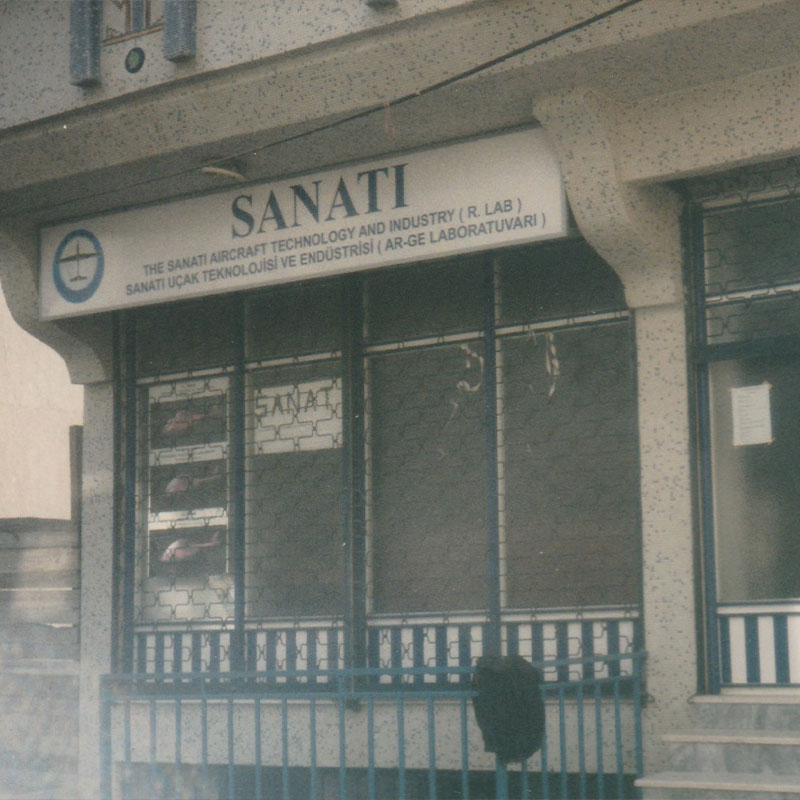 SANATI
THE SANATI AIRCRAFT TECHNOLOGY AND INDUSTRY ( R. LAB )
SANATI UÇAK TEKNOLOJİSİ VE ENDÜSTRİSİ ( AR-GE LABORATUVARI )
SANATI